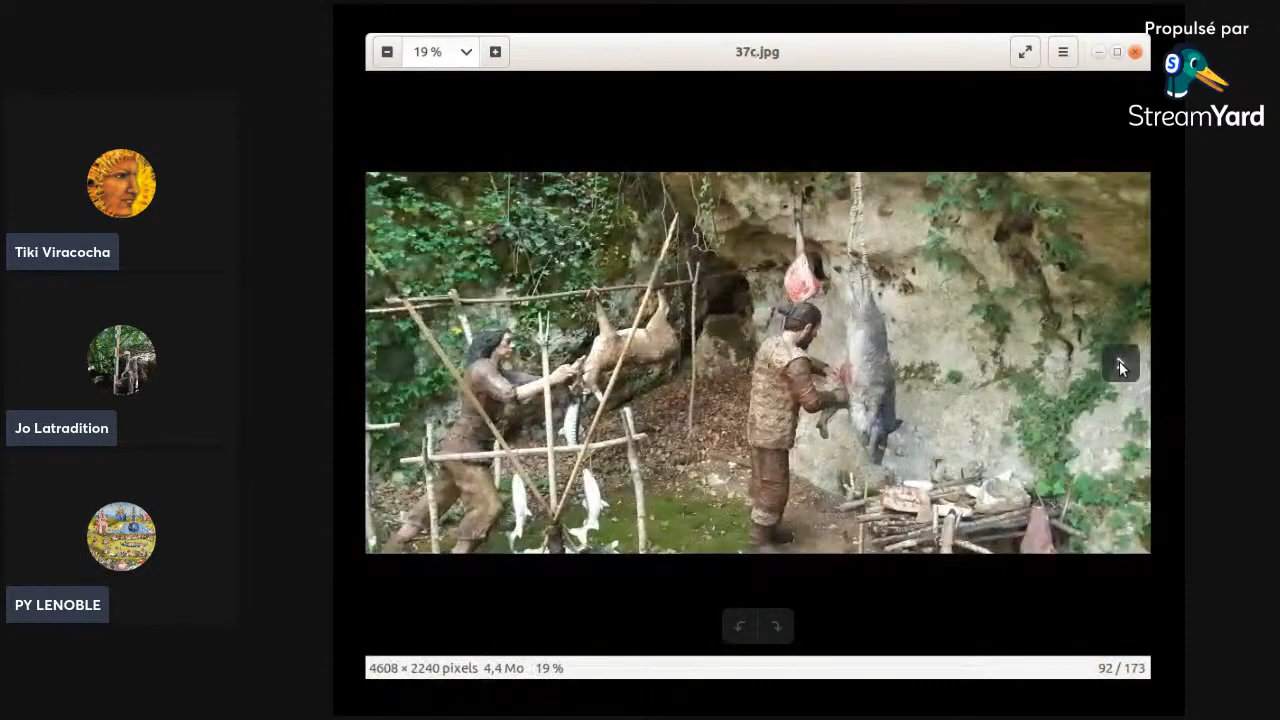 19 %
37c.jpg
Propulsé par
StreamYard
Tiki Viracocha
Jo Latradition
PY LENOBLE
4608 × 2240 pixels 4,4 Mo 19 %
92 / 173